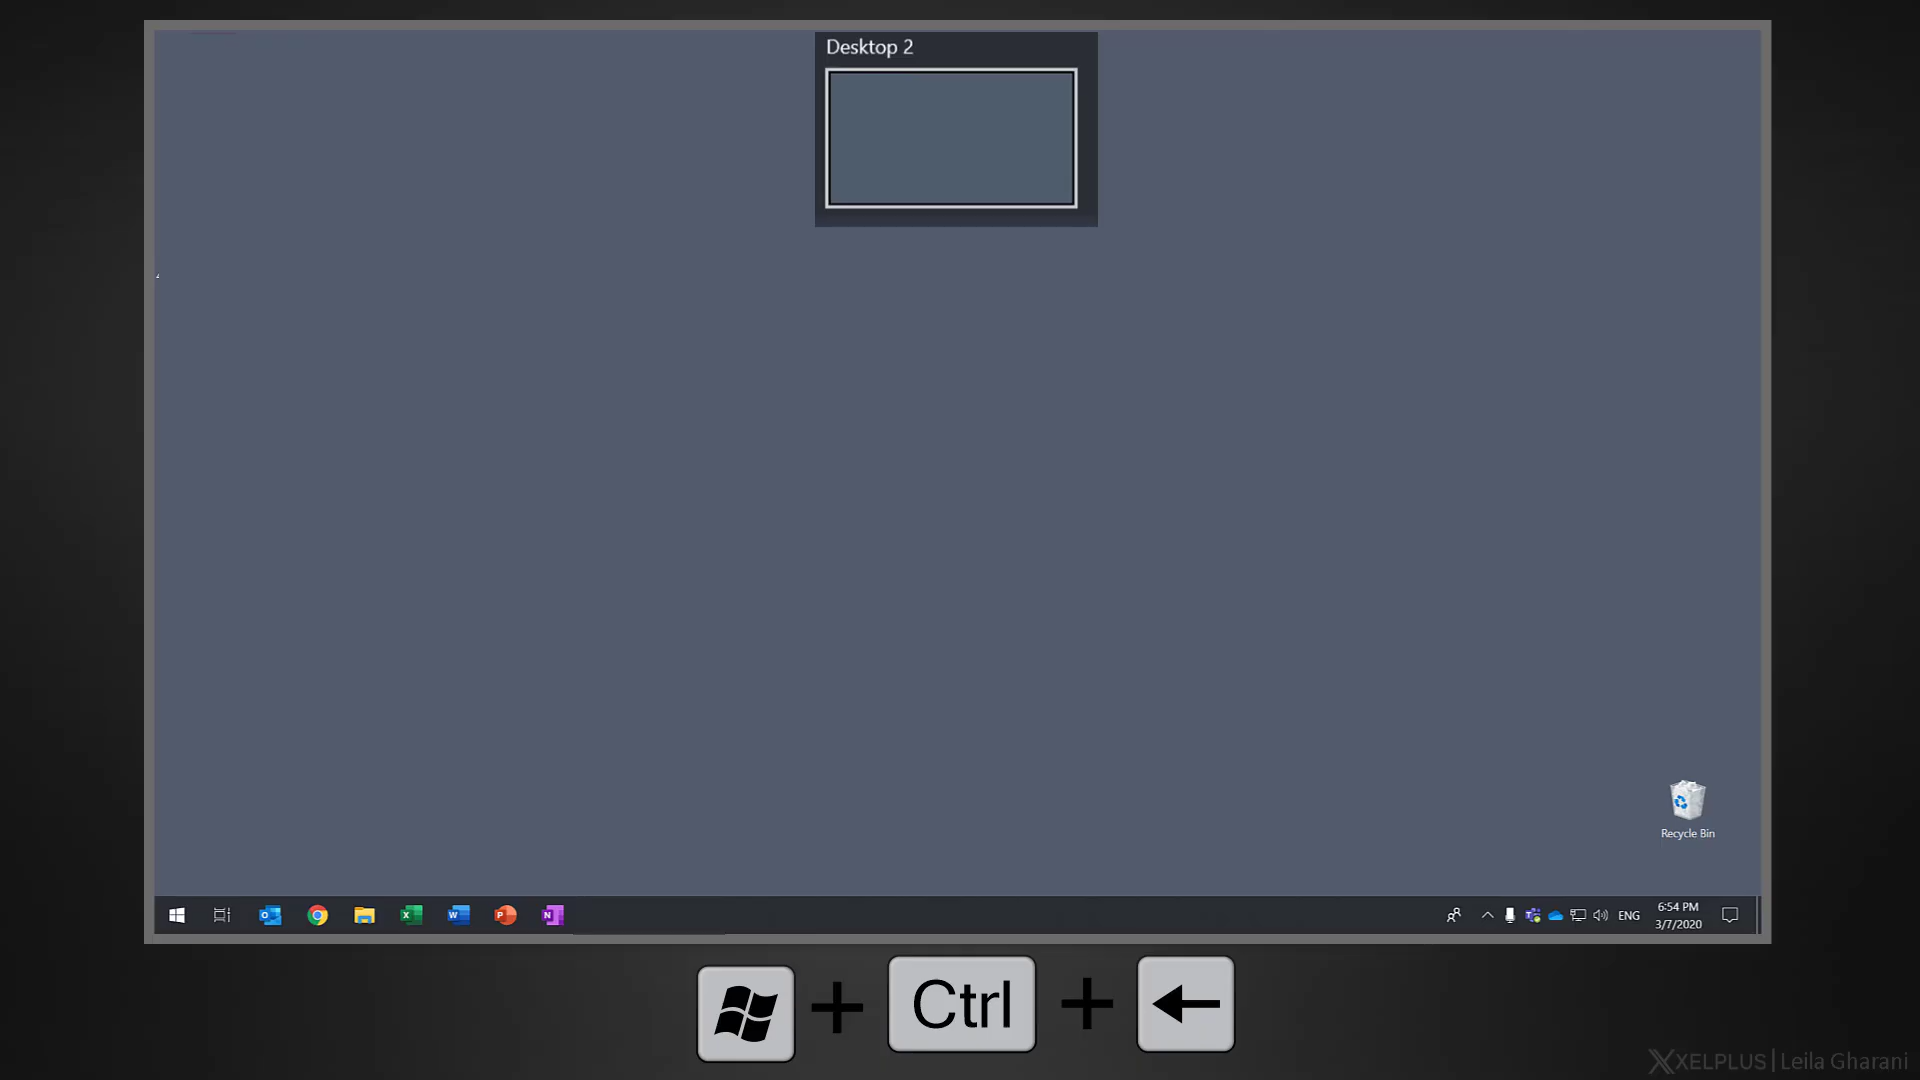 Desktop 2
Recycle Bin
ENG
6:54 PM
3/7/2020
+ Ctrl + ←
XELPLUS | Leila Gharani